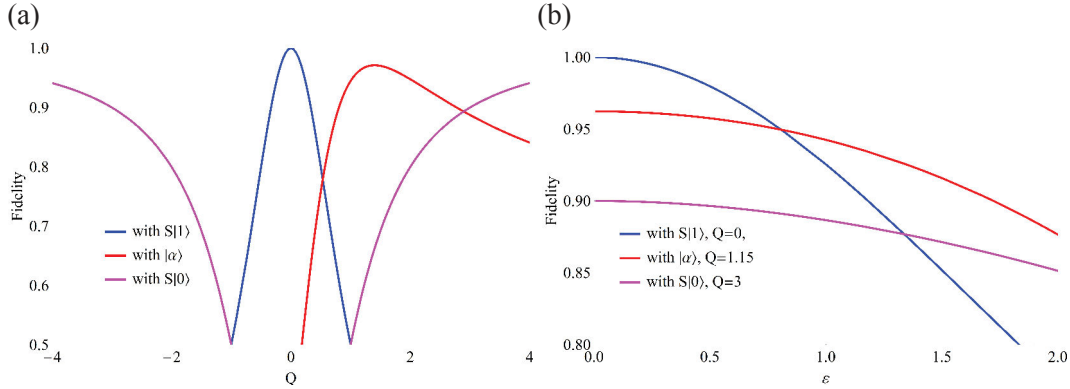 (a)
1.0
0.9
0.8
0.7
0.6
0.5
Fidelity
with S|1⟩
with |α⟩
with S|0⟩
−4
−2
0
2
4
Q
(b)
1.00
0.95
0.90
0.85
0.80
Fidelity
with S|1⟩, Q=0,
with |α⟩, Q=1.15
with S|0⟩, Q=3
0.0
0.5
1.0
1.5
2.0
ε